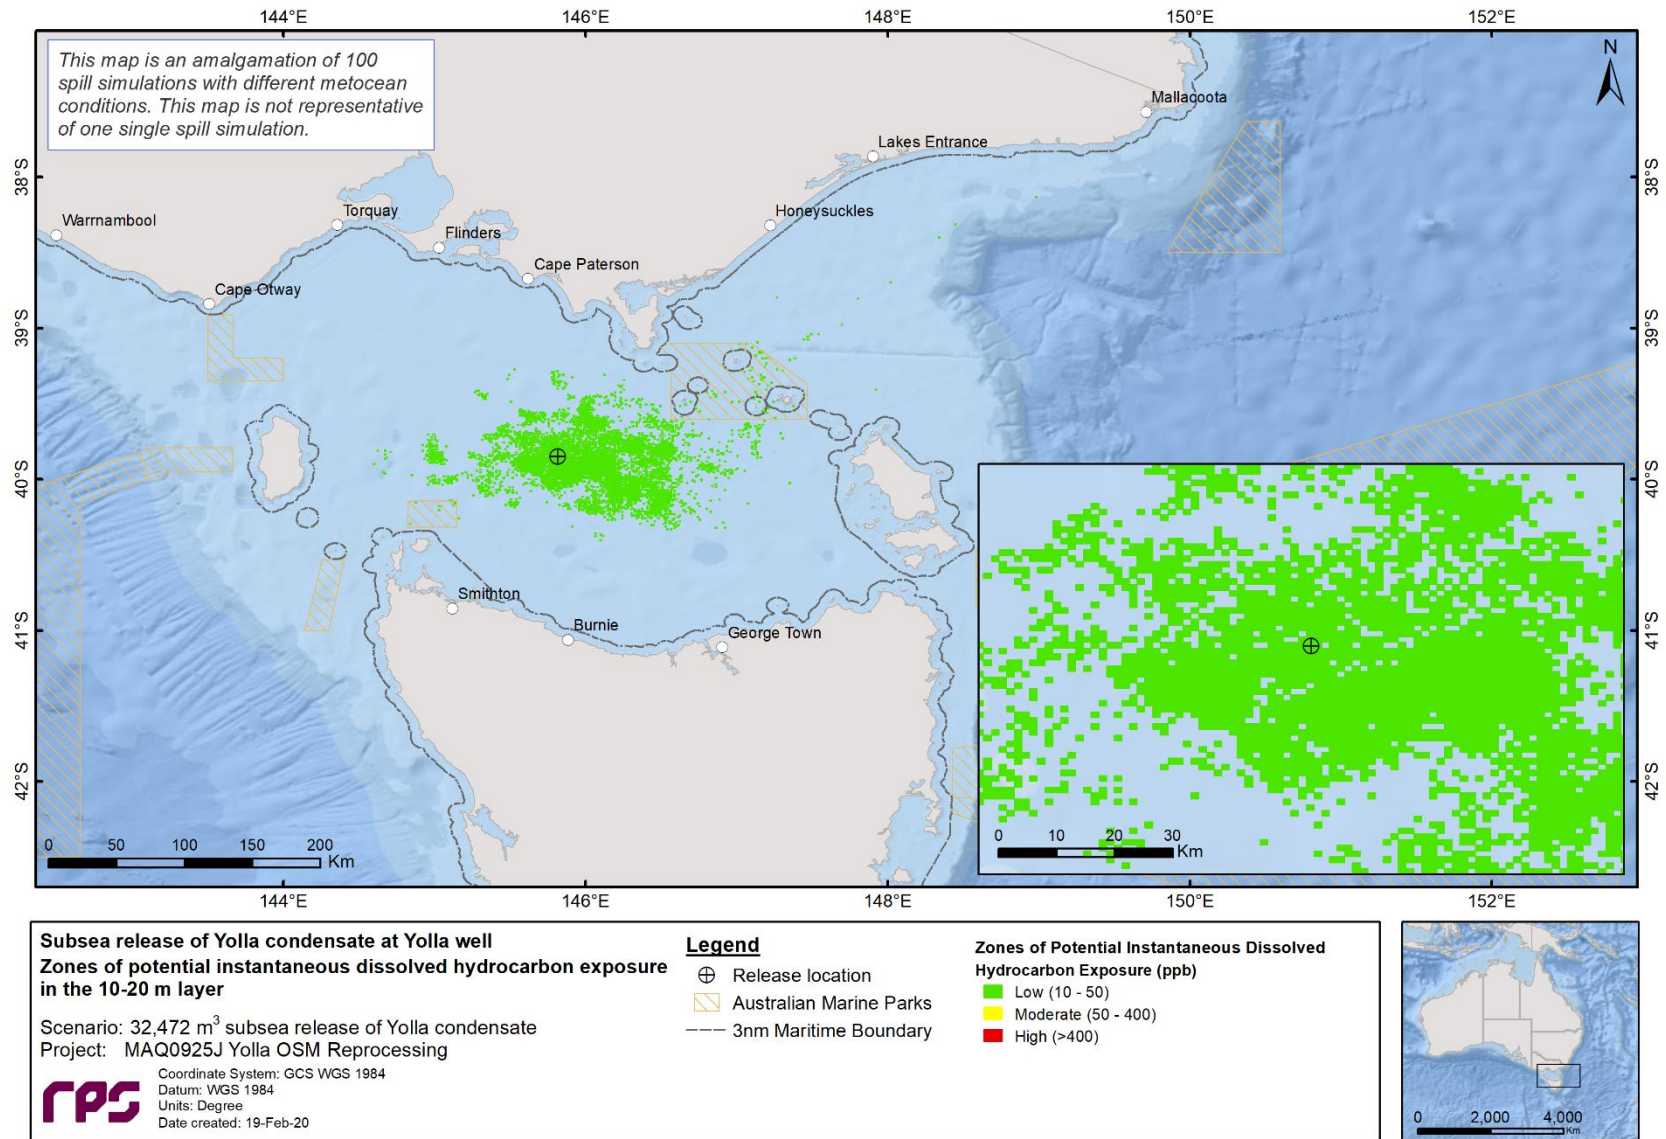 144°E
146°E
148°E
150°E
152°E
This map is an amalgamation of 100
spill simulations with different metocean
conditions. This map is not representative
of one single spill simulation.
N
Mallacoota
Lakes Entrance
38°S
38°S
Torquay
Honeysuckles
Warrnambool
Flinders
Cape Paterson
Cape Otway
39°S
39°S
40°S
40°S
Smithton
Burnie
George Town
41°S
41°S
42°S
42°S
0 50 100 150 200
Km
0 10 20 30
Km
144°E
146°E
148°E
150°E
152°E
Subsea release of Yolla condensate at Yolla well
Zones of potential instantaneous dissolved hydrocarbon exposure
in the 10-20 m layer
Scenario: 32,472 m³ subsea release of Yolla condensate
Project: MAQ0925J Yolla OSM Reprocessing
rps
Coordinate System: GCS WGS 1984
Datum: WGS 1984
Units: Degree
Date created: 19-Feb-20
Legend
Release location
Australian Marine Parks
3nm Maritime Boundary
Zones of Potential Instantaneous Dissolved
Hydrocarbon Exposure (ppb)
Low (10 - 50)
Moderate (50 - 400)
High (>400)
0 2,000 4,000
Km